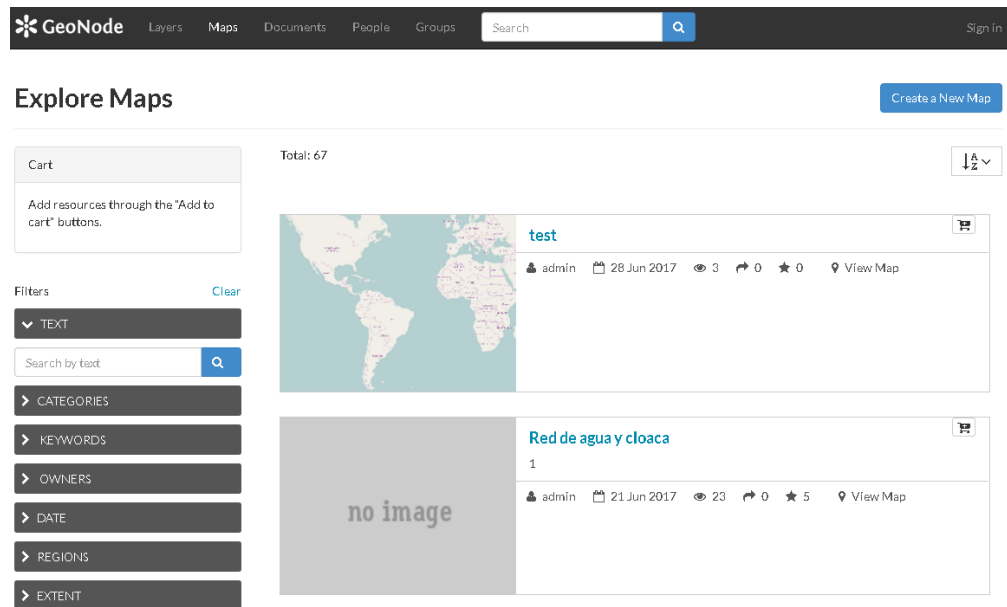 GeoNode Layers Maps Documents People Groups Search Sign in
Explore Maps
Create a New Map
Cart
Add resources through the "Add to
cart" buttons.
Filters Clear
TEXT
Search by text
CATEGORIES
KEYWORDS
OWNERS
DATE
REGIONS
EXTENT
Total: 67
A
Z
test
admin 28 Jun 2017 3 0 0 View Map
no image
Red de agua y cloaca
1
admin 21 Jun 2017 23 0 5 View Map